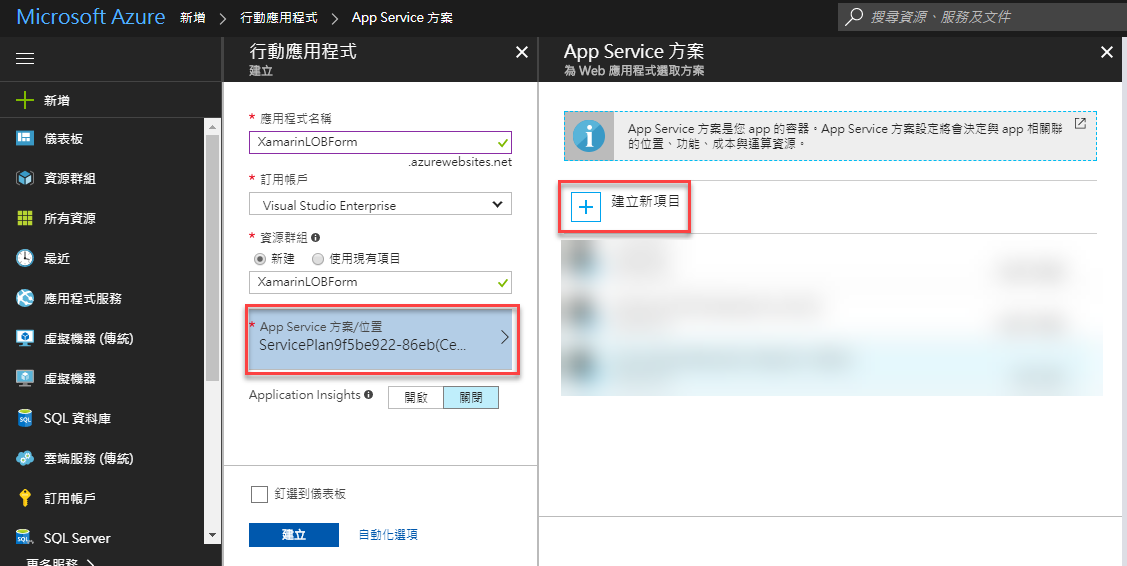 Microsoft Azure 新增 > 行動應用程式 > App Service 方案
搜尋資源、服務及文件
新增
儀表板
資源群組
所有資源
最近
應用程式服務
虛擬機器 (傳統)
虛擬機器
SQL 資料庫
雲端服務 (傳統)
訂用帳戶
SQL Server
更多服務 >
行動應用程式
建立
* 應用程式名稱
XamarinLOBForm
.azurewebsites.net
* 訂用帳戶
Visual Studio Enterprise
* 資源群組
新建 使用現有項目
XamarinLOBForm
* App Service 方案/位置
ServicePlan9f5be922-86eb(Ce...
Application Insights 開啟 關閉
釘選到儀表板
建立 自動化選項
App Service 方案
為 Web 應用程式選取方案
App Service 方案是您 app 的容器。App Service 方案設定將會決定與 app 相關聯
的位置、功能、成本與運算資源。
建立新項目